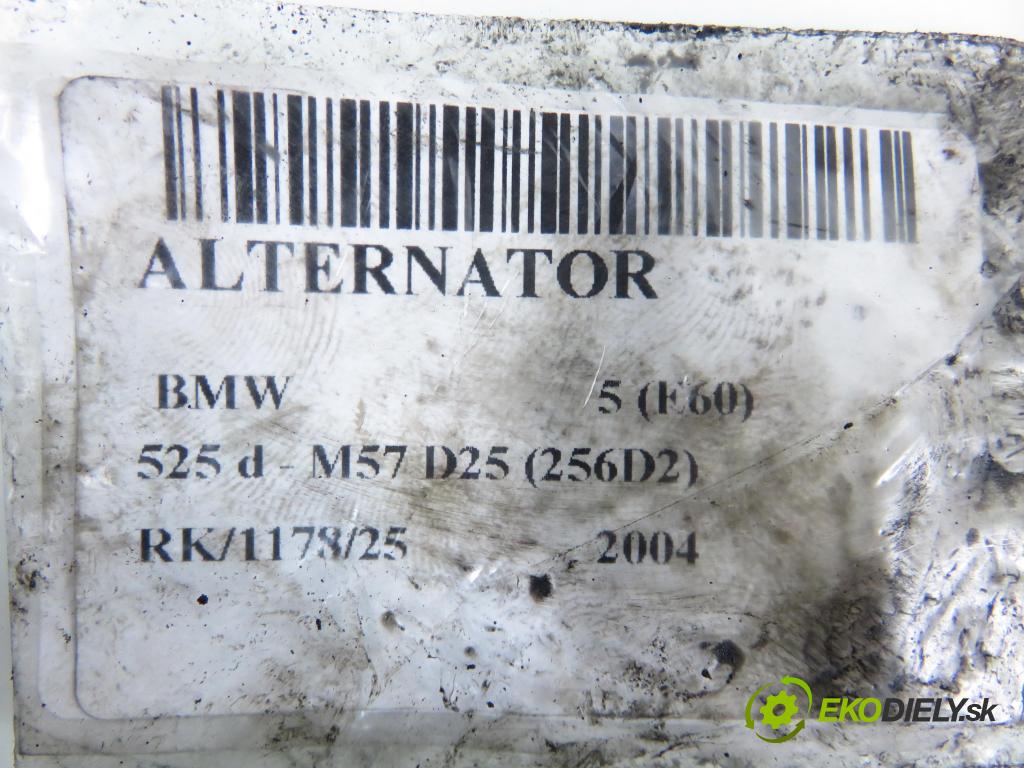 ALTERNATOR
BMW 5 (E60)
525 d - M57 D25 (256D2)
RK/1178/25 2004
EKODIELY.sk